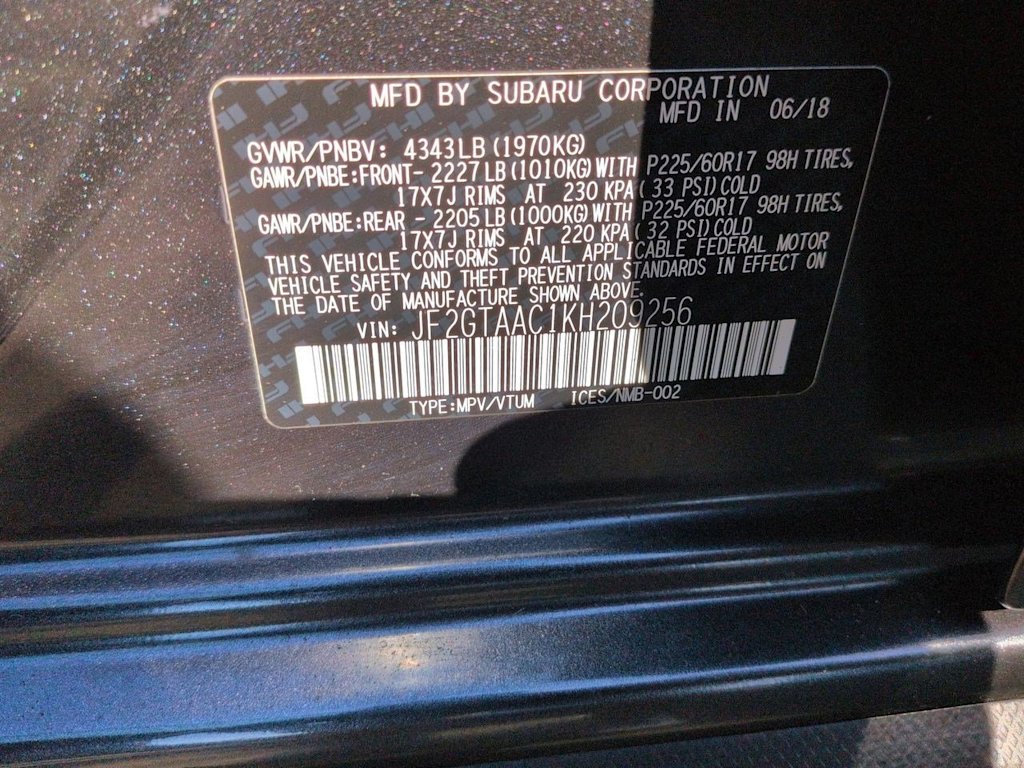 MFD BY SUBARU CORPORATION
MFD IN 06/18
GVWR/PNBV: 4343LB (1970KG)
GAWR/PNBE:FRONT- 2227LB (1010KG) WITH P225/60R17 98H TIRES,
17X7J RIMS AT 230 KPA (33 PSI) COLD
GAWR/PNBE:REAR - 2205LB (1000KG) WITH P225/60R17 98H TIRES,
17X7J RIMS AT 220 KPA (32 PSI) COLD
THIS VEHICLE CONFORMS TO ALL APPLICABLE FEDERAL MOTOR
VEHICLE SAFETY AND THEFT PREVENTION STANDARDS IN EFFECT ON
THE DATE OF MANUFACTURE SHOWN ABOVE.
VIN: JF2GTAAC1KH209256
TYPE:MPV/VTUM ICES/NMB-002